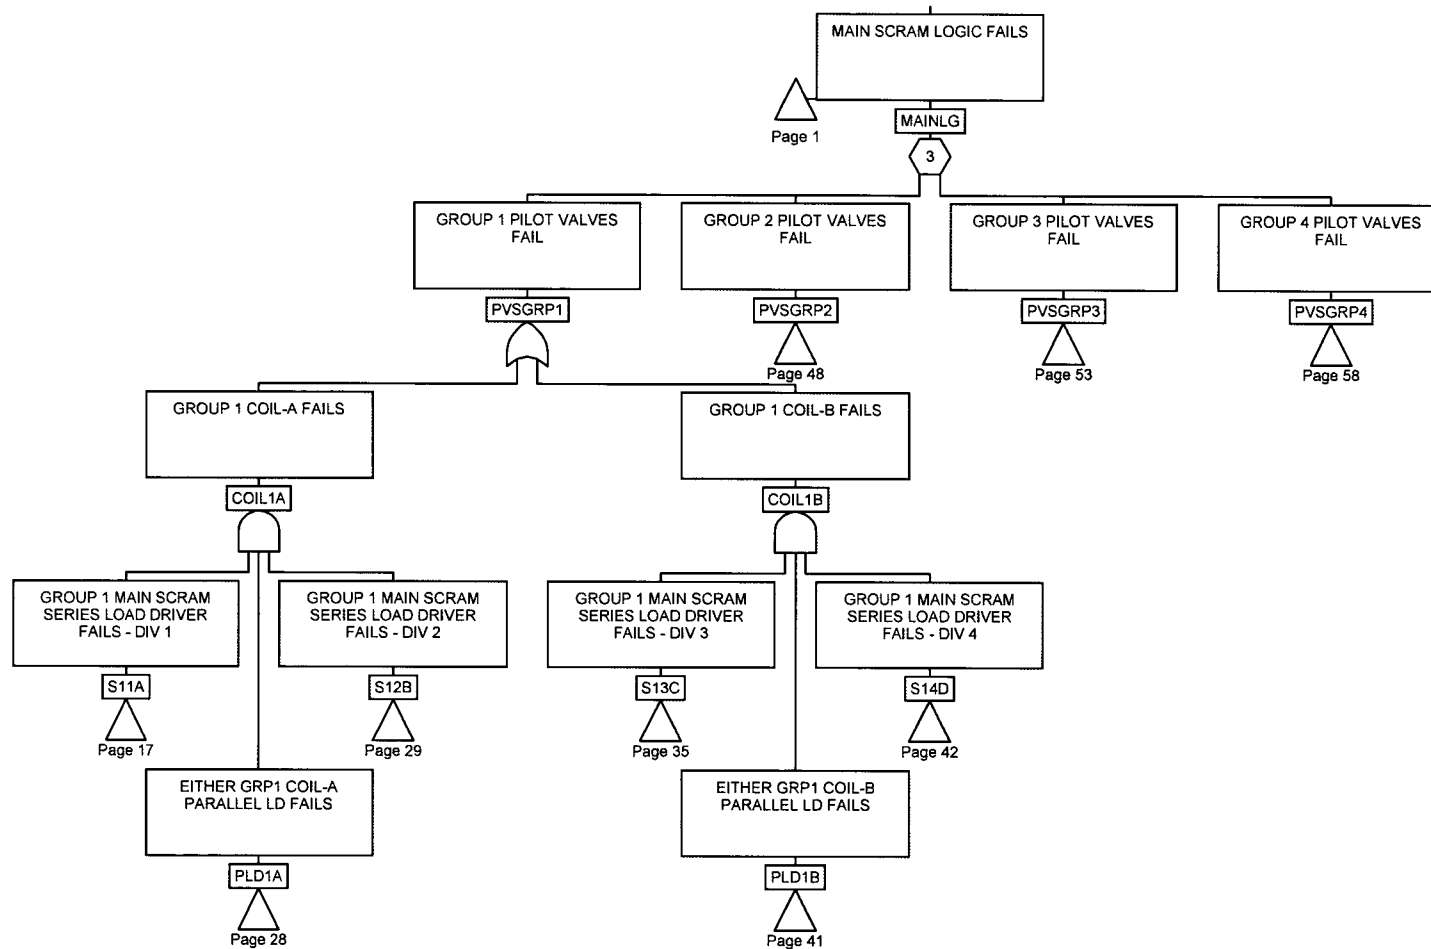 MAIN SCRAM LOGIC FAILS
Page 1
MAINLG
3
GROUP 1 PILOT VALVES
FAIL
GROUP 2 PILOT VALVES
FAIL
GROUP 3 PILOT VALVES
FAIL
GROUP 4 PILOT VALVES
FAIL
PVSGRP1
PVSGRP2
PVSGRP3
PVSGRP4
Page 48
Page 53
Page 58
GROUP 1 COIL-A FAILS
GROUP 1 COIL-B FAILS
COIL1A
COIL1B
GROUP 1 MAIN SCRAM
SERIES LOAD DRIVER
FAILS - DIV 1
GROUP 1 MAIN SCRAM
SERIES LOAD DRIVER
FAILS - DIV 2
GROUP 1 MAIN SCRAM
SERIES LOAD DRIVER
FAILS - DIV 3
GROUP 1 MAIN SCRAM
SERIES LOAD DRIVER
FAILS - DIV 4
S11A
S12B
S13C
S14D
Page 17
Page 29
Page 35
Page 42
EITHER GRP1 COIL-A
PARALLEL LD FAILS
EITHER GRP1 COIL-B
PARALLEL LD FAILS
PLD1A
PLD1B
Page 28
Page 41